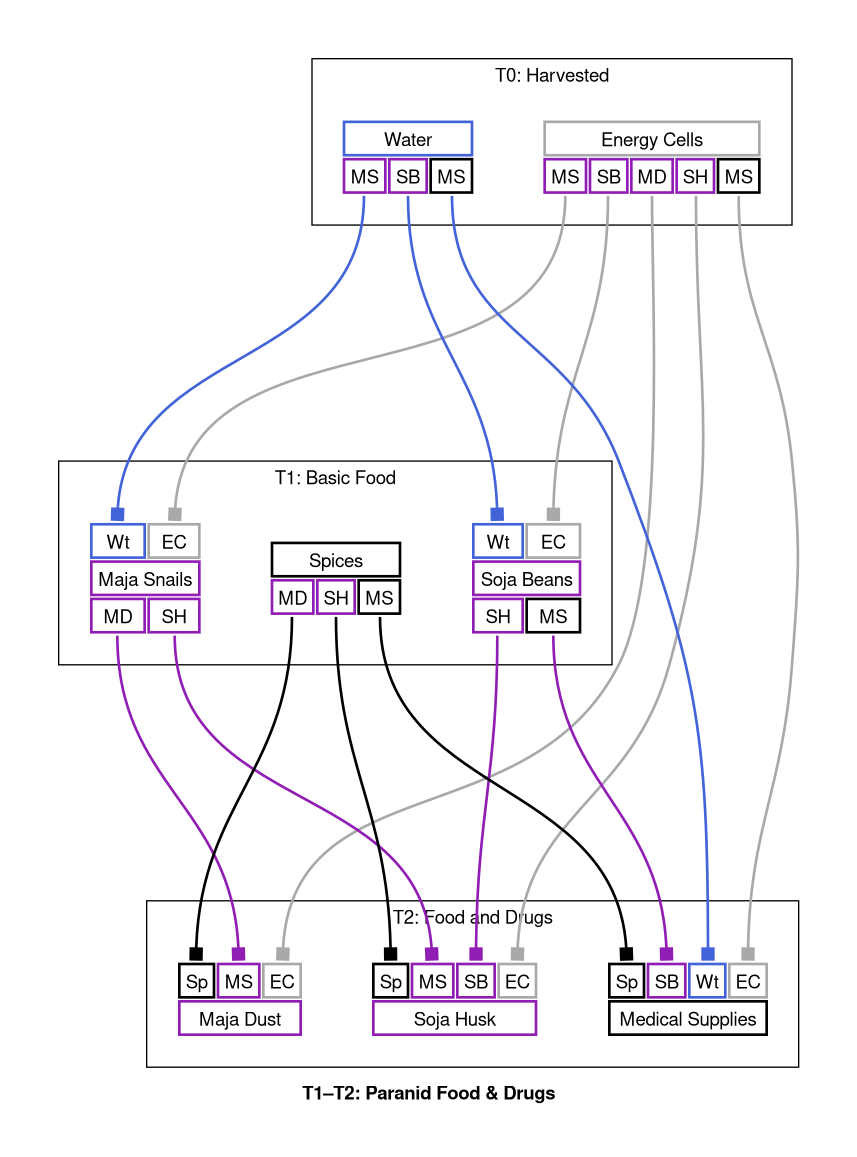 T0: Harvested
Water
Energy Cells
MS SB MS
MS SB MD SH MS
T1: Basic Food
Wt EC
Maja Snails
MD SH
Spices
MD SH MS
Wt EC
Soja Beans
SH MS
T2: Food and Drugs
Sp MS EC
Maja Dust
Sp MS SB EC
Soja Husk
Sp SB Wt EC
Medical Supplies
T1–T2: Paranid Food & Drugs